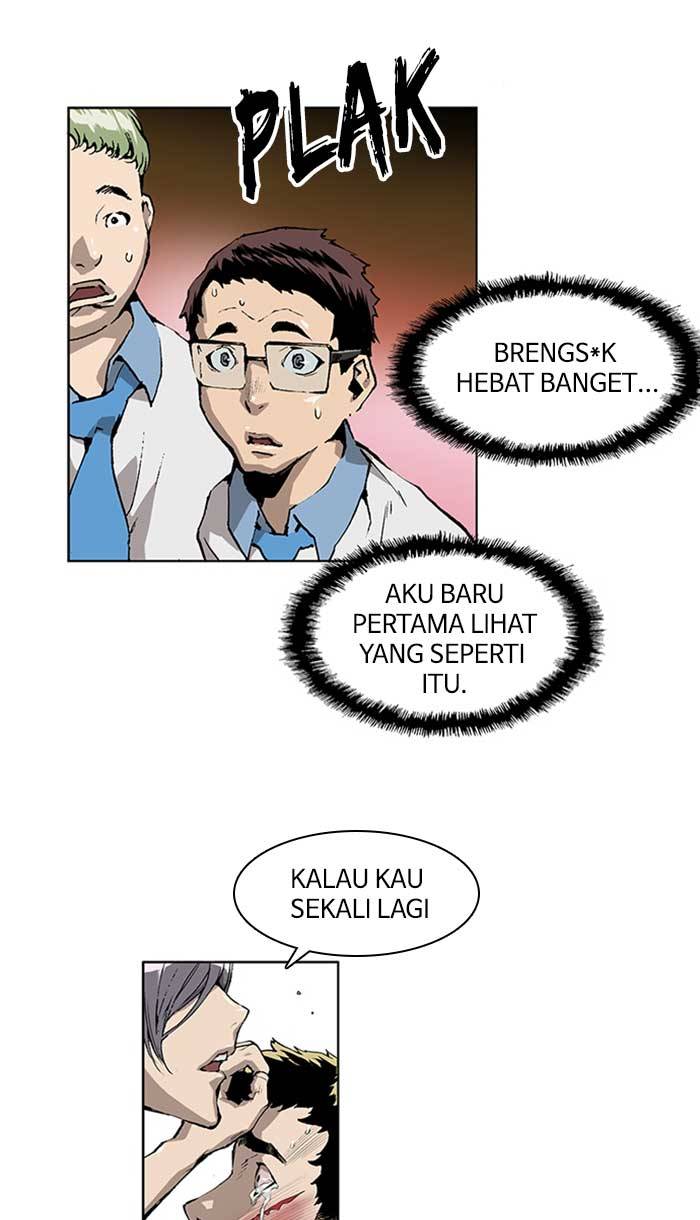 PLAK
BRENGS*K
HEBAT BANGET...
AKU BARU
PERTAMA LIHAT
YANG SEPERTI
ITU.
KALAU KAU
SEKALI LAGI